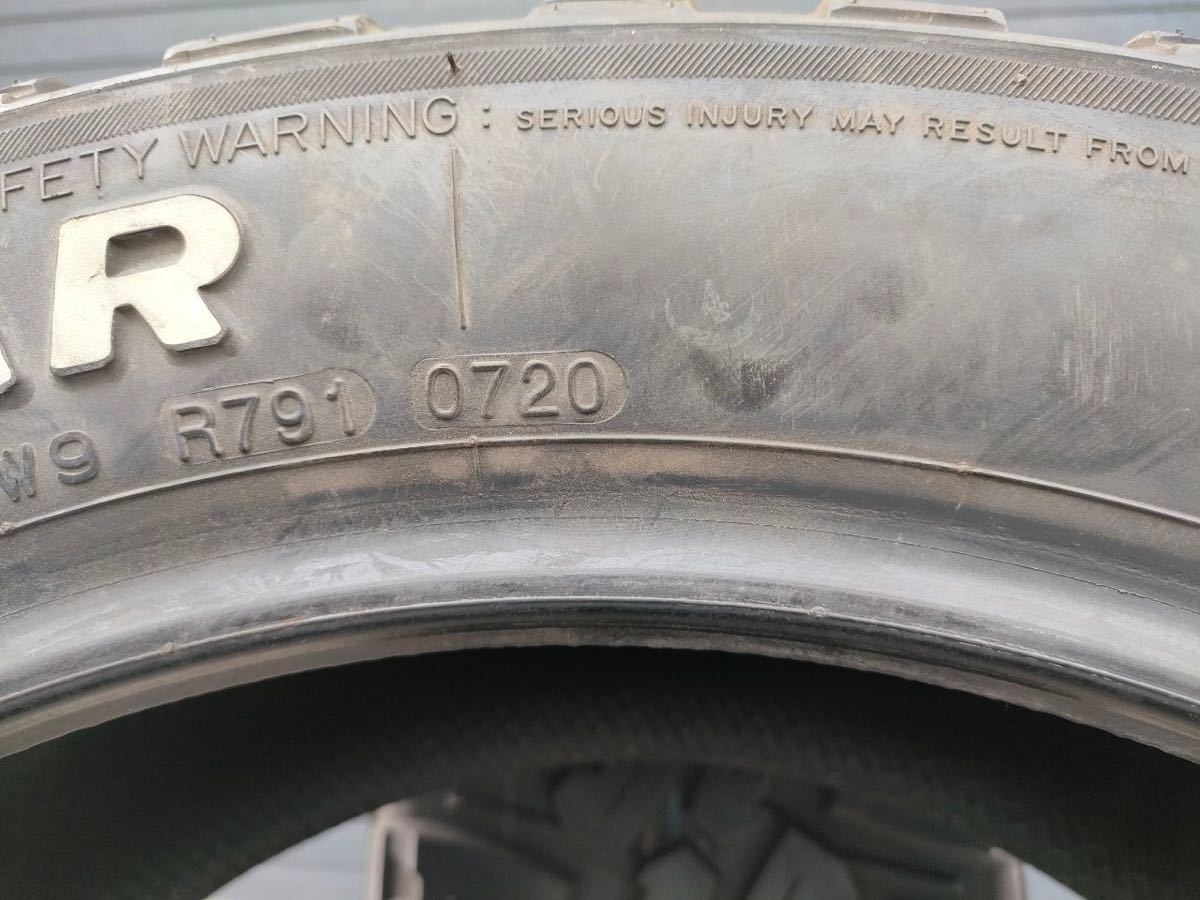 FETY WARNING : SERIOUS INJURY MAY RESULT FROM
R
W9 R791 0720